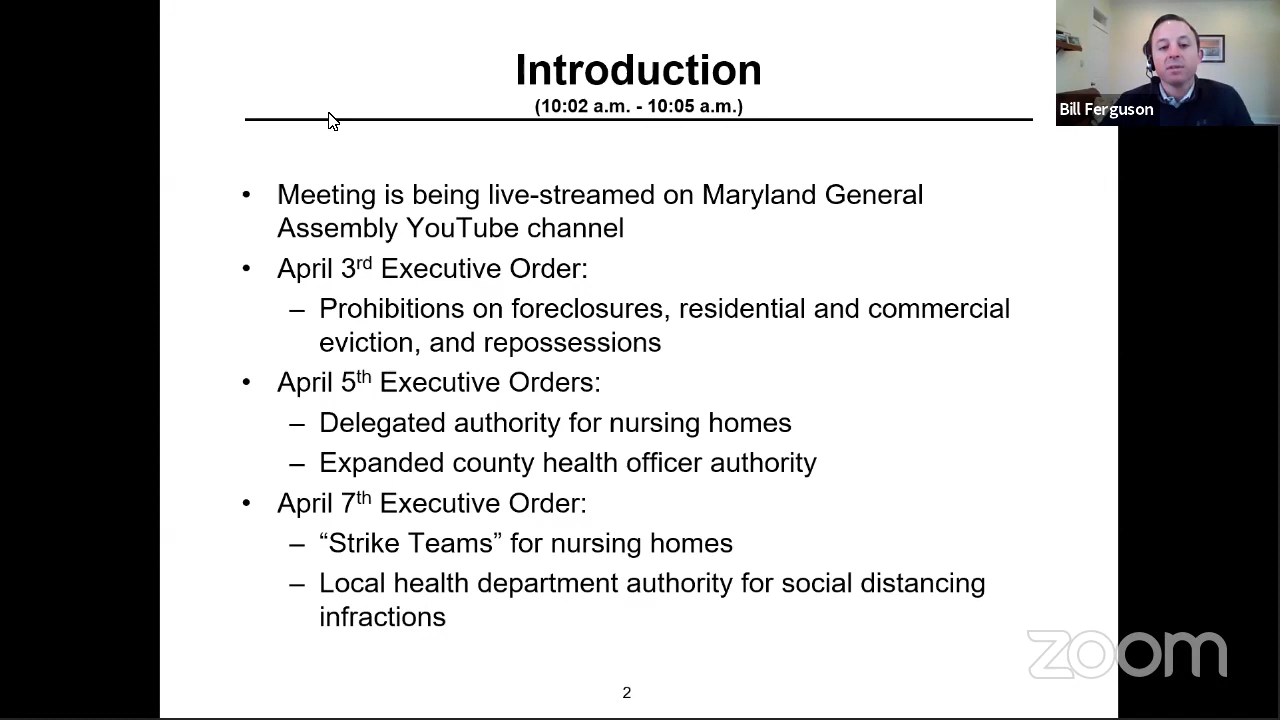 Introduction
(10:02 a.m. - 10:05 a.m.)
Bill Ferguson
• Meeting is being live-streamed on Maryland General
Assembly YouTube channel
• April 3rd Executive Order:
– Prohibitions on foreclosures, residential and commercial
eviction, and repossessions
• April 5th Executive Orders:
– Delegated authority for nursing homes
– Expanded county health officer authority
• April 7th Executive Order:
– “Strike Teams” for nursing homes
– Local health department authority for social distancing
infractions
zoom
2